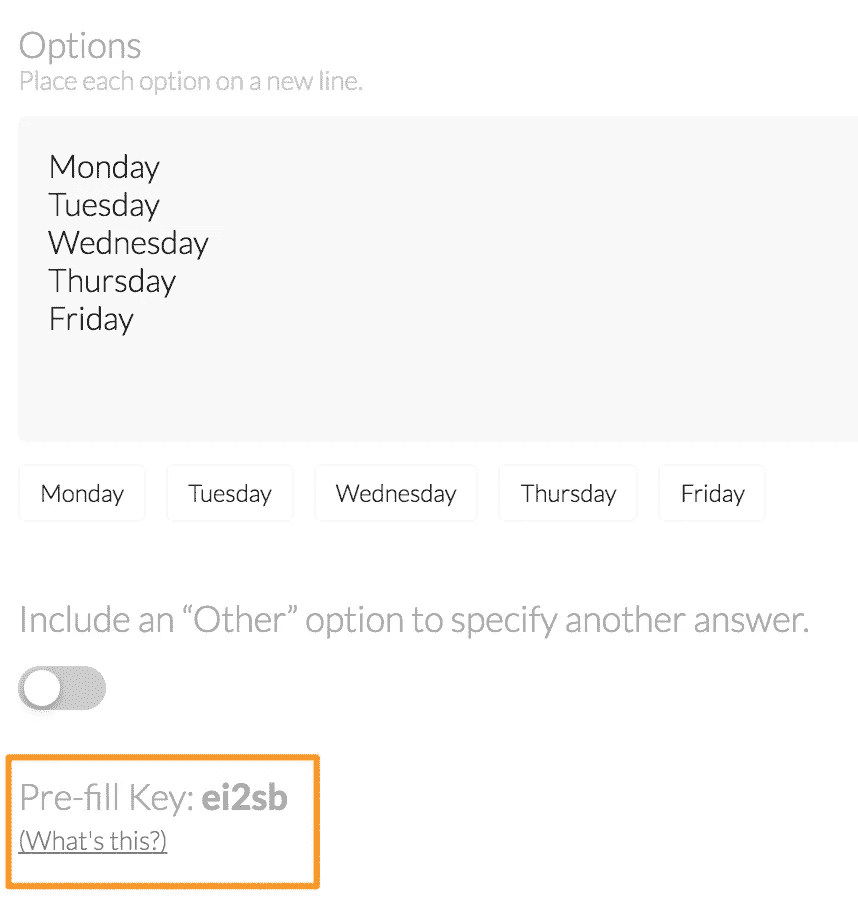 Options
Place each option on a new line.
Monday
Tuesday
Wednesday
Thursday
Friday
Monday Tuesday Wednesday Thursday Friday
Include an “Other” option to specify another answer.
Pre-fill Key: ei2sb
(What's this?)